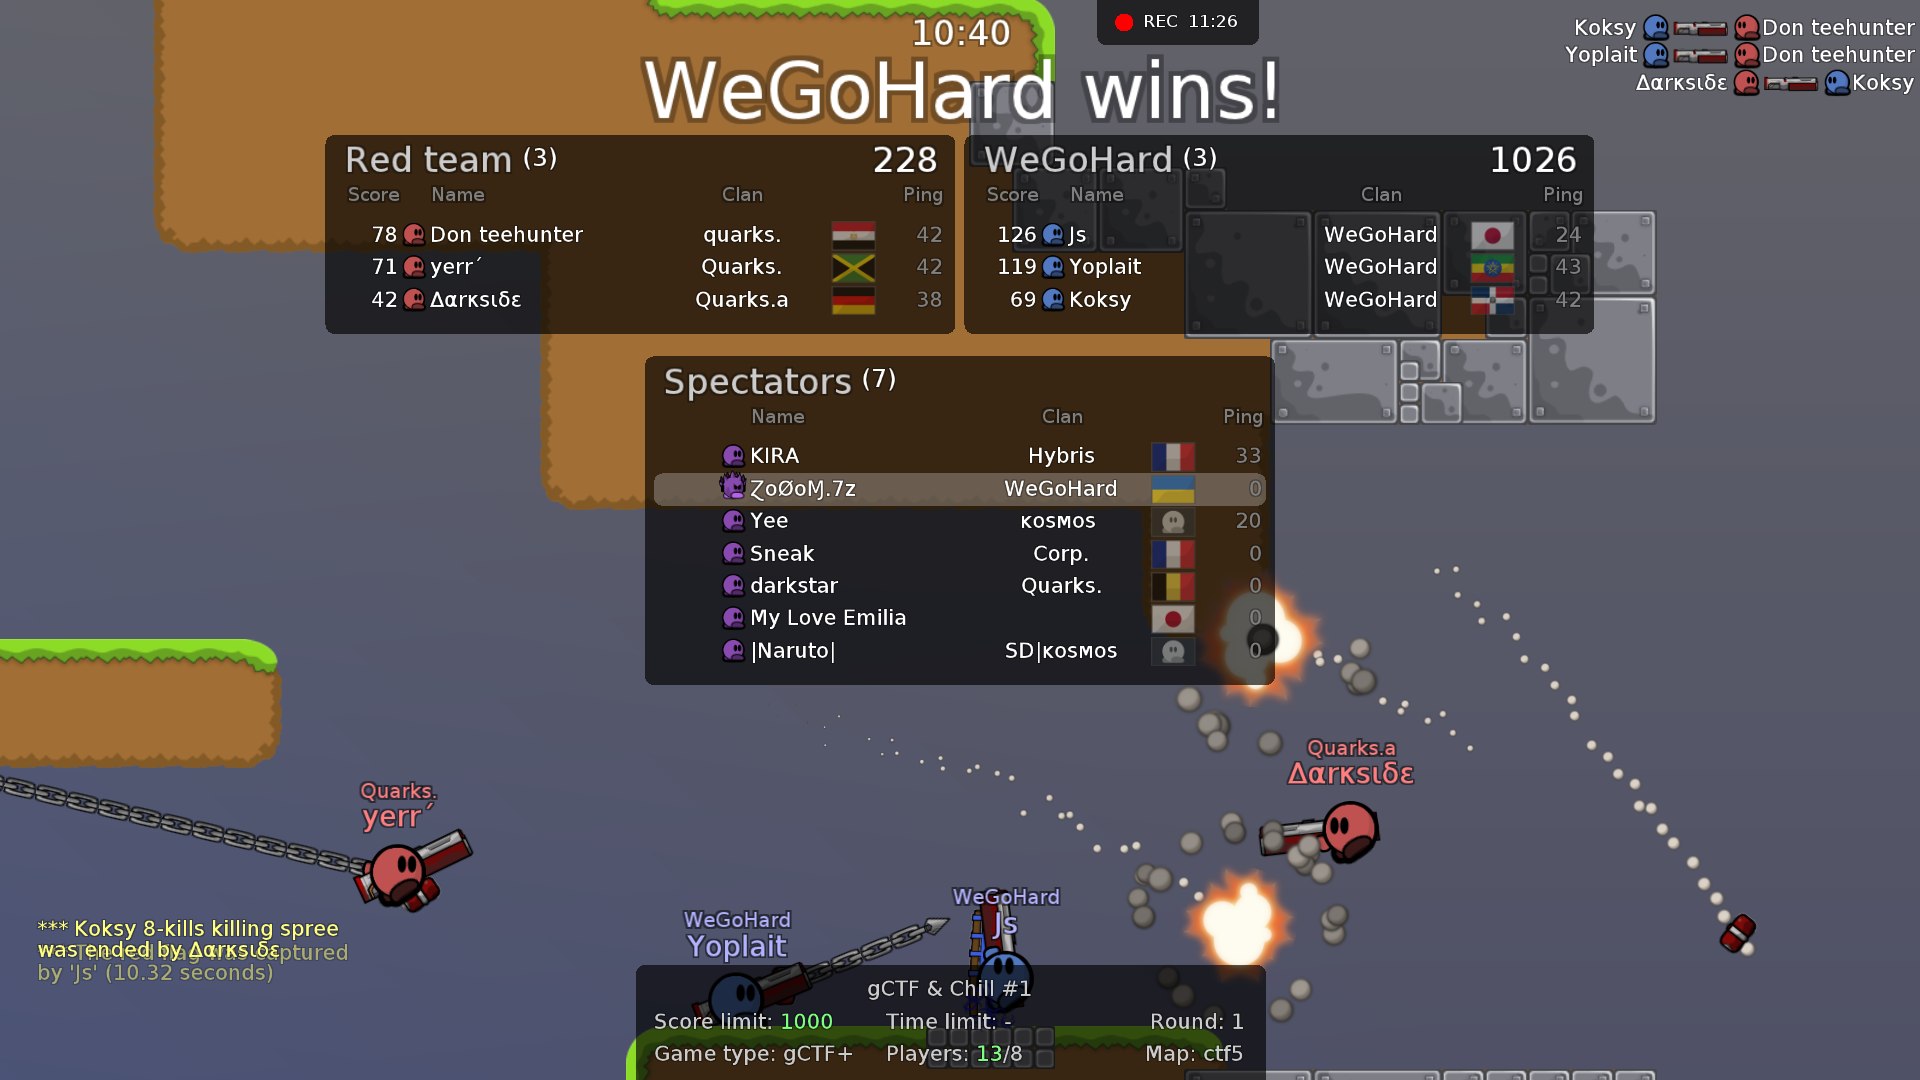 10:40
REC 11:26
WeGoHard wins!
Koksy Don teehunter
Yoplait Don teehunter
Δαrκsιδε Koksy
Red team (3) 228
Score Name Clan Ping
78 Don teehunter quarks. 42
71 yerr´ Quarks. 42
42 Δαrκsιδε Quarks.a 38
WeGoHard (3) 1026
Score Name Clan Ping
126 Js WeGoHard 24
119 Yoplait WeGoHard 43
69 Koksy WeGoHard 42
Spectators (7)
Name Clan Ping
KIRA Hybris 33
ⱿoØoⱮ.7z WeGoHard 0
Yee κosмos 20
Sneak Corp. 0
darkstar Quarks. 0
My Love Emilia 0
|Naruto| SD|κosмos 0
Quarks.a
Δαrκsιδε
Quarks.
yerr´
WeGoHard
Js
WeGoHard
Yoplait
*** Koksy 8-kills killing spree
was ended by Δαrκsιδε
captured
by 'Js' (10.32 seconds)
gCTF & Chill #1
Score limit: 1000 Time limit: - Round: 1
Game type: gCTF+ Players: 13/8 Map: ctf5